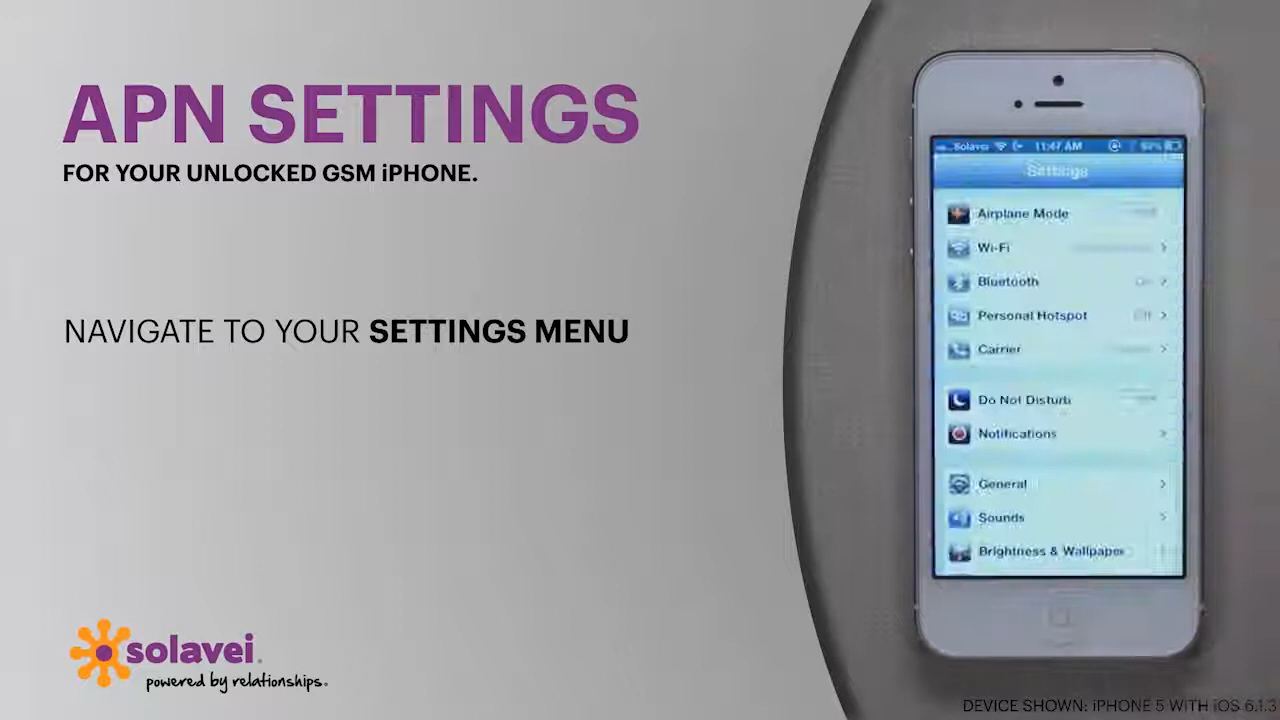 APN SETTINGS
FOR YOUR UNLOCKED GSM iPHONE.
NAVIGATE TO YOUR SETTINGS MENU
solavei
powered by relationships.
Solavei 11:47 AM
Settings
Airplane Mode
Wi-Fi
Bluetooth
Personal Hotspot
Carrier
Do Not Disturb
Notifications
General
Sounds
Brightness & Wallpaper
DEVICE SHOWN: iPHONE 5 WITH iOS 6.1.3